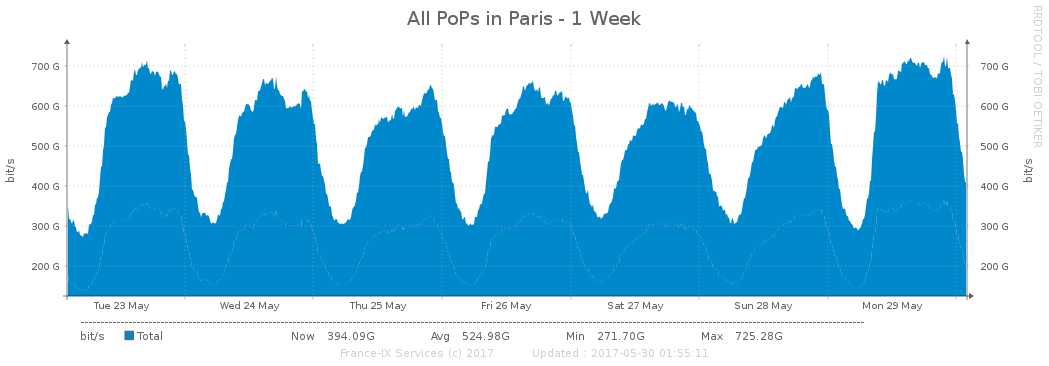 All PoPs in Paris - 1 Week
RRDTOOL / TOBI OETIKER
700 G 700 G
600 G 600 G
500 G 500 G
400 G 400 G
300 G 300 G
200 G 200 G
bit/s
bit/s
Tue 23 May Wed 24 May Thu 25 May Fri 26 May Sat 27 May Sun 28 May Mon 29 May
bit/s Total Now 394.09G Avg 524.98G Min 271.70G Max 725.28G
France-IX Services (c) 2017 Updated : 2017-05-30 01:55:11